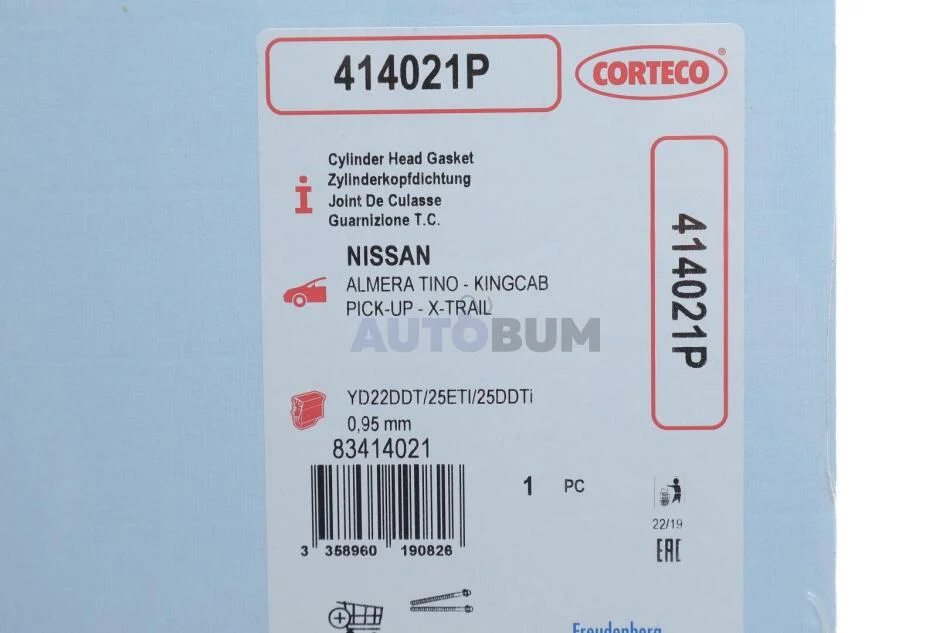 414021P
CORTECO®
Cylinder Head Gasket
Zylinderkopfdichtung
Joint De Culasse
Guarnizione T.C.
NISSAN
ALMERA TINO - KINGCAB
PICK-UP - X-TRAIL
AUTOBUM
414021P
YD22DDT/25ETI/25DDTi
0,95 mm
83414021
3 358960 190826
1 PC
22/19
EAC
Freudenberg